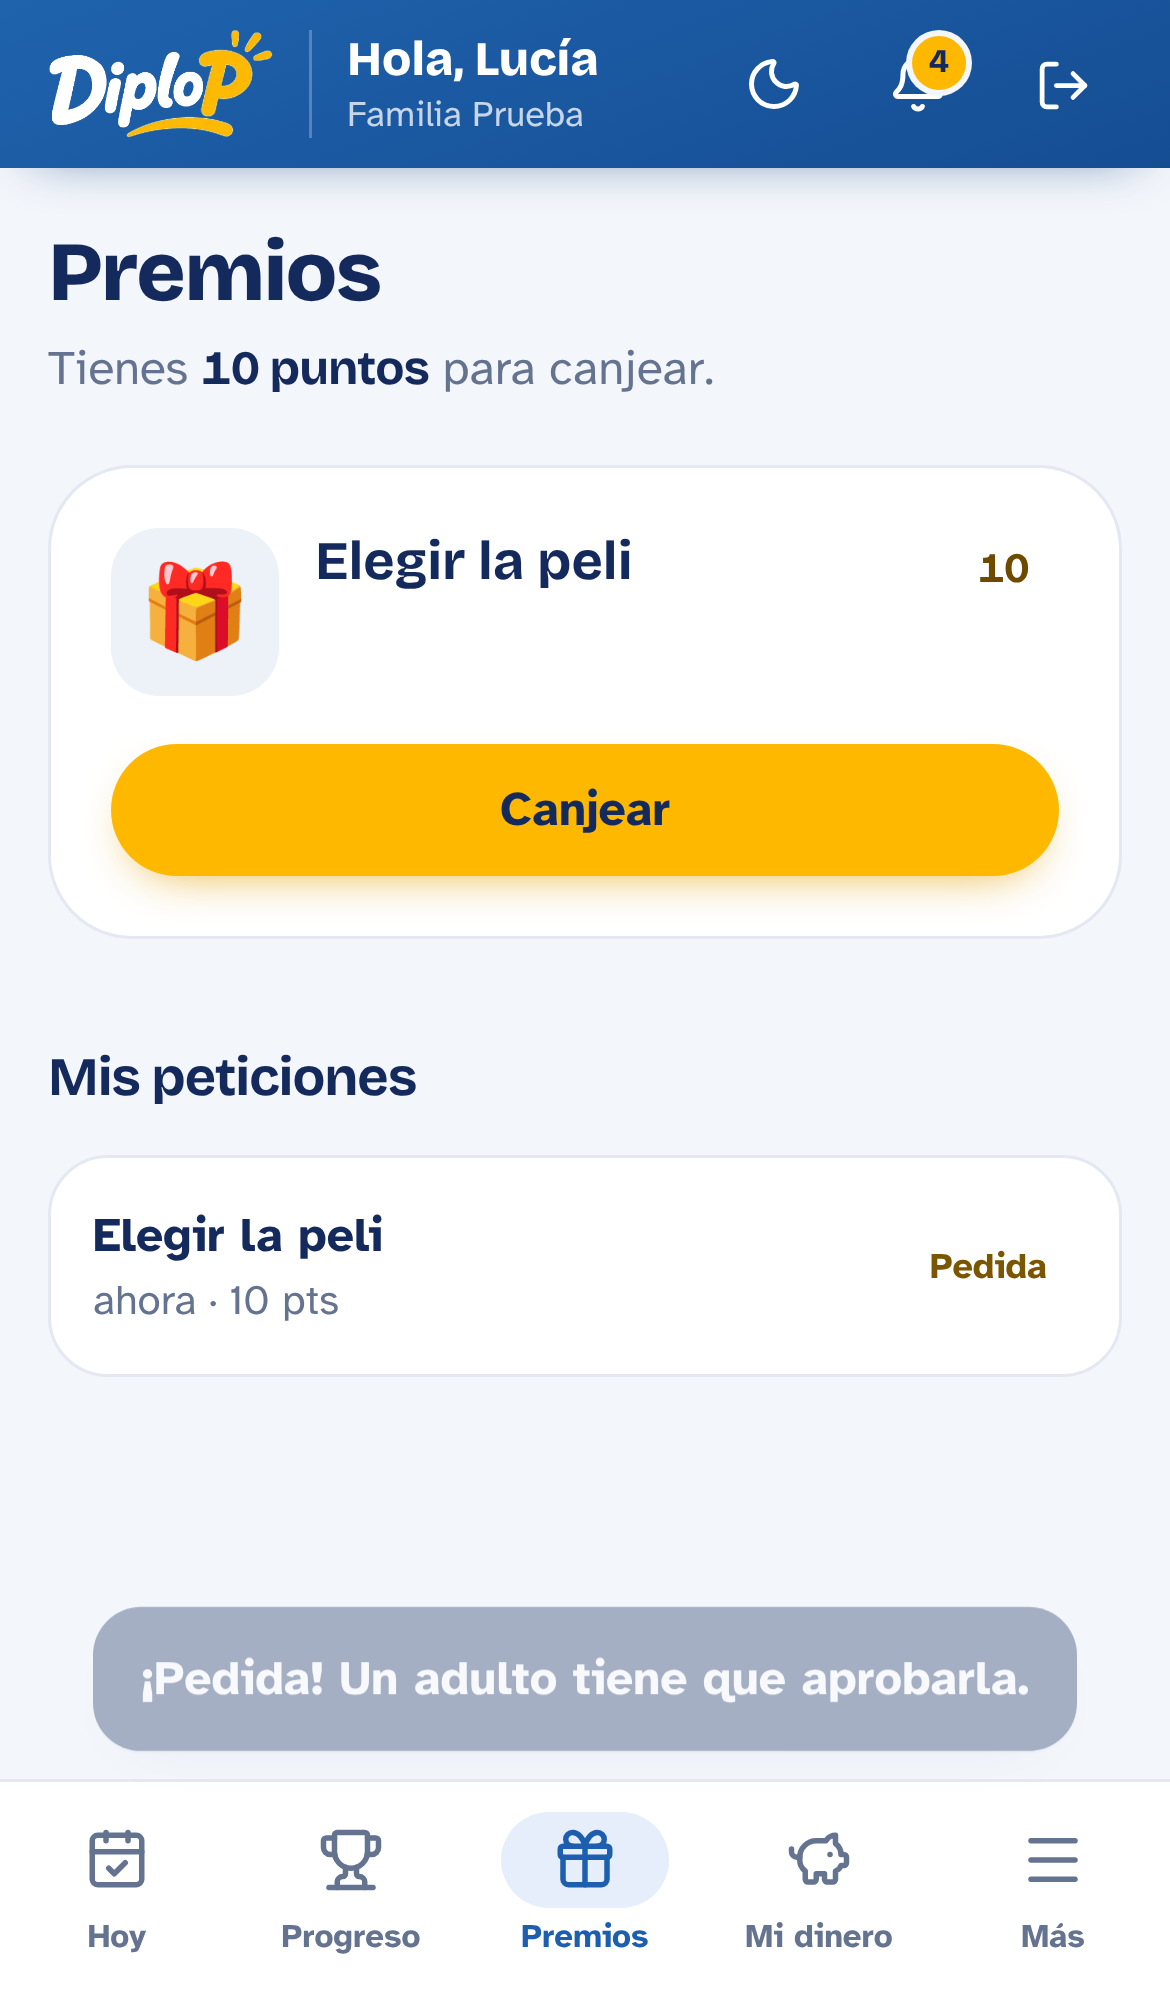 DiploP
Hola, Lucía
Familia Prueba
4
Premios
Tienes 10 puntos para canjear.
Elegir la peli
10
Canjear
Mis peticiones
Elegir la peli
ahora · 10 pts
Pedida
¡Pedida! Un adulto tiene que aprobarla.
Hoy
Progreso
Premios
Mi dinero
Más